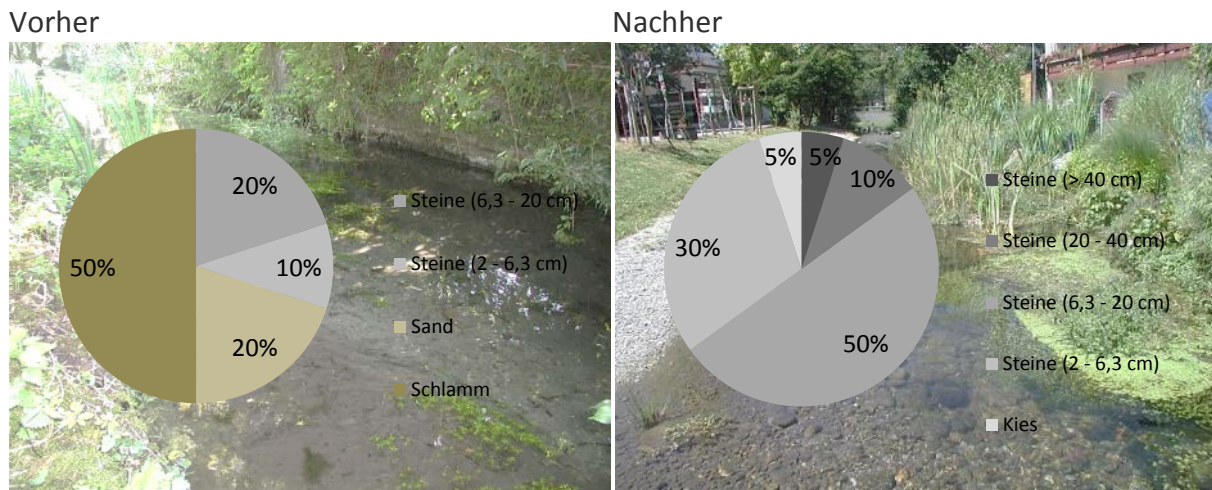 Vorher
20%
10%
20%
50%
Steine (6,3 - 20 cm)
Steine (2 - 6,3 cm)
Sand
Schlamm
Nachher
5%
10%
50%
30%
5%
Steine (> 40 cm)
Steine (20 - 40 cm)
Steine (6,3 - 20 cm)
Steine (2 - 6,3 cm)
Kies